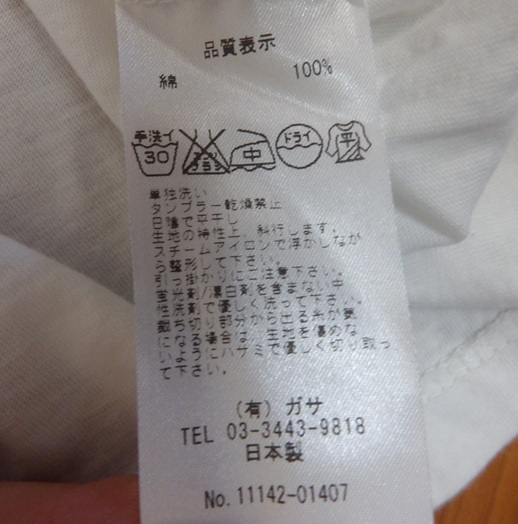 品質表示
綿 100%
手洗イ 30 エンソサラシ 中 ドライ 平
単独洗い
タンブラー乾燥禁止
日陰で平干し
生地の特性上、斜行します。
スチームアイロンで浮かしなが
ら整形して下さい。
引っ掛かりにご注意下さい。
蛍光剤/漂白剤を含まない中
性洗剤で優しく洗って下さい。
裁ち切り部分から出る糸が気
になる場合は、生地を傷めな
いようにハサミで優しく切り取っ
て下さい。
(有) ガサ
TEL 03-3443-9818
日本製
No.11142-01407